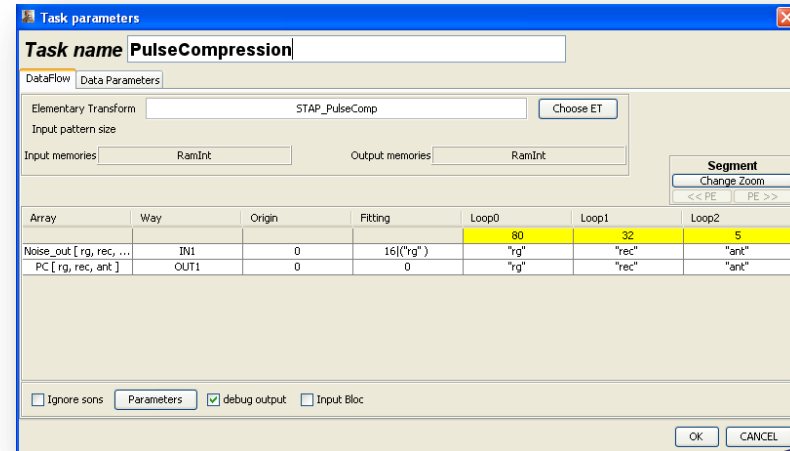 Task parameters
Task name PulseCompression
DataFlow Data Parameters
Elementary Transform STAP_PulseComp Choose ET
Input pattern size
Input memories RamInt Output memories RamInt
Segment
Change Zoom
<< PE PE >>
Array Way Origin Fitting Loop0 Loop1 Loop2
80 32 5
Noise_out [ rg, rec, ... IN1 0 16|("rg" ) "rg" "rec" "ant"
PC [ rg, rec, ant ] OUT1 0 0 "rg" "rec" "ant"
Ignore sons Parameters debug output Input Bloc
OK CANCEL